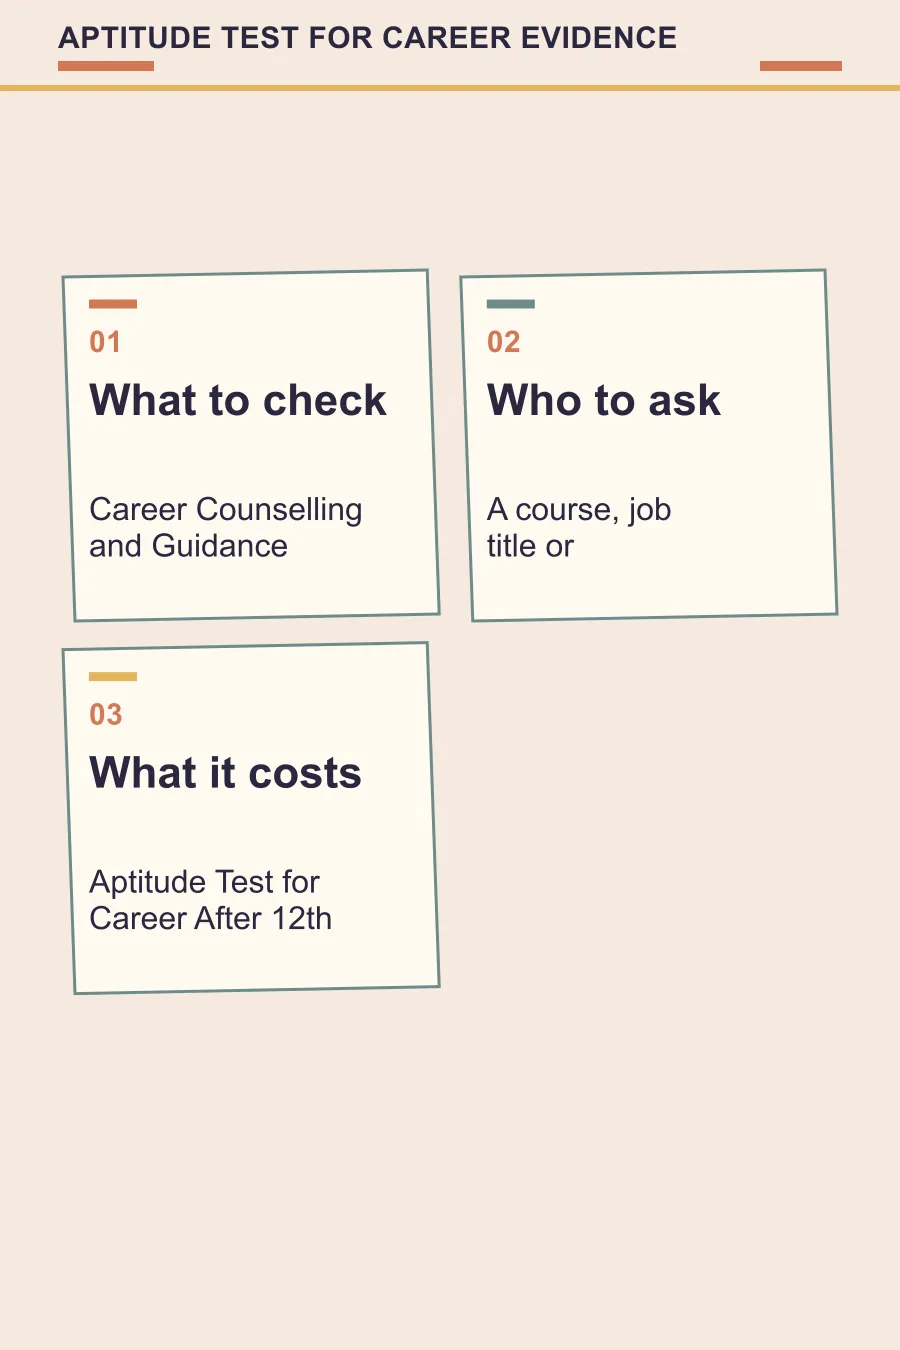 APTITUDE TEST FOR CAREER EVIDENCE
01
What to check
Career Counselling
and Guidance
02
Who to ask
A course, job
title or
03
What it costs
Aptitude Test for
Career After 12th